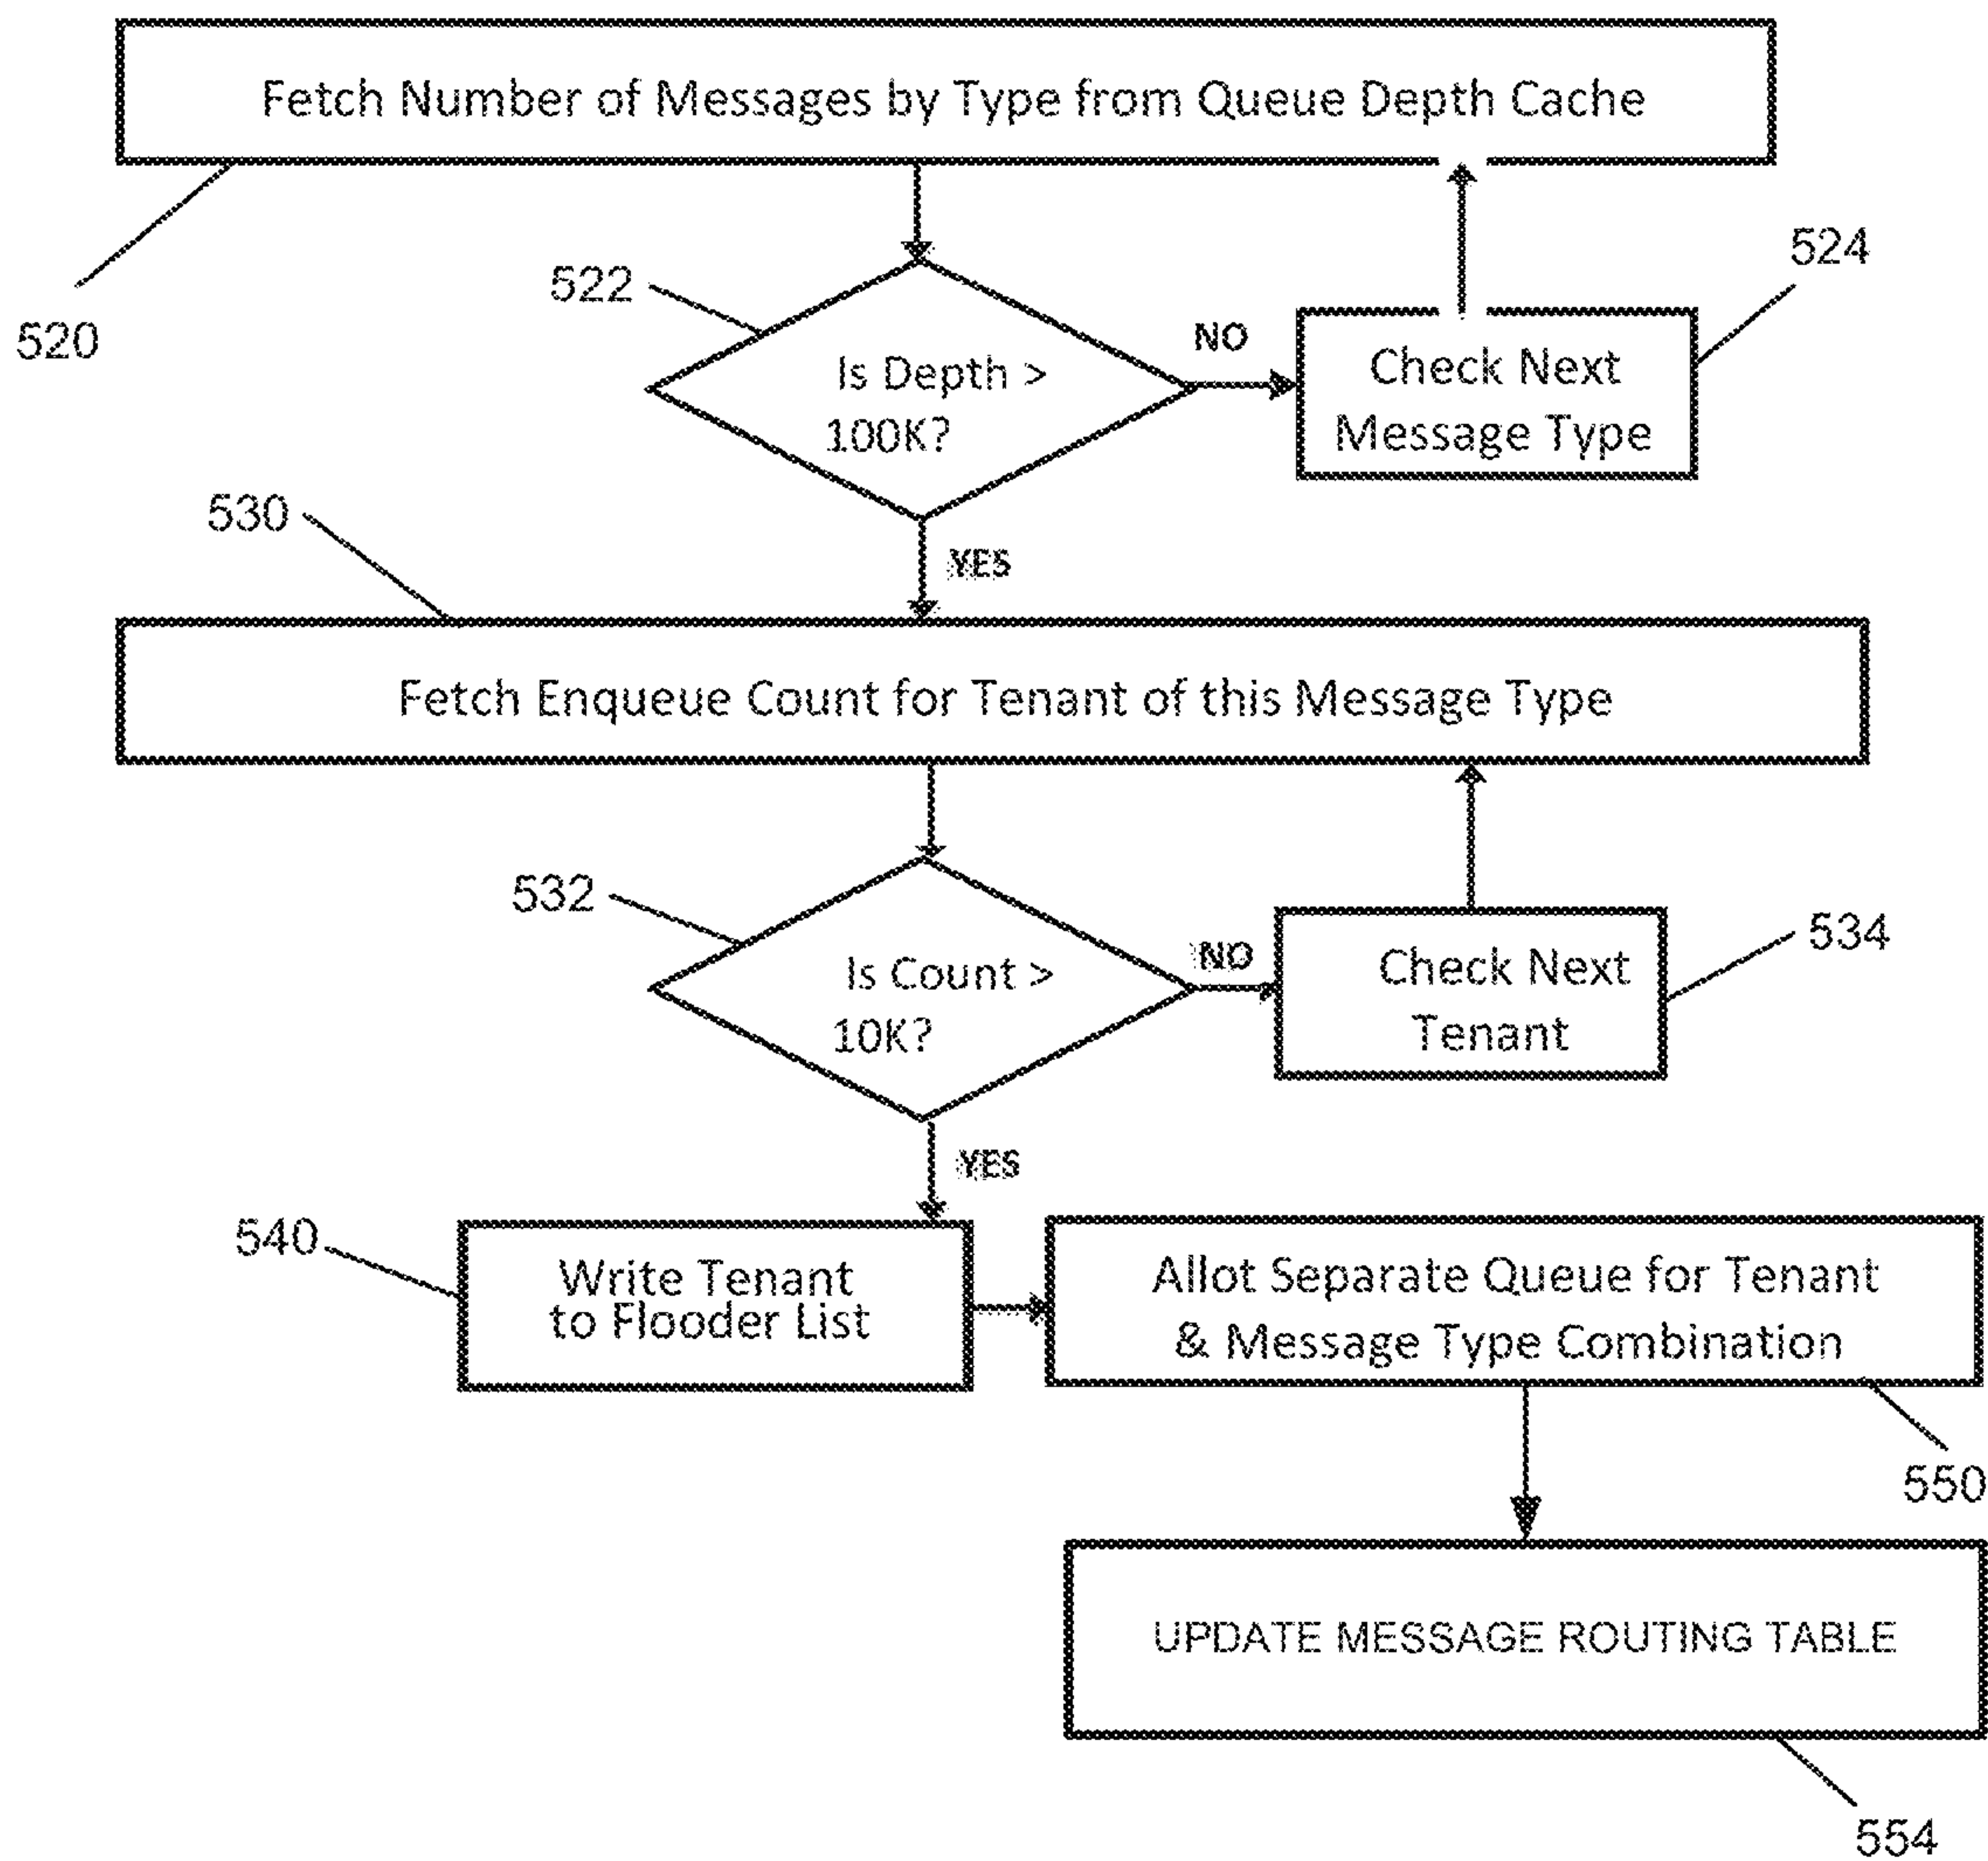 Fetch Number of Messages by Type from Queue Depth Cache
520
522
Is Depth >
100K?
NO
Check Next
Message Type
524
YES
530
Fetch Enqueue Count for Tenant of this Message Type
532
Is Count >
10K?
NO
Check Next
Tenant
534
YES
540
Write Tenant
to Flooder List
Allot Separate Queue for Tenant
& Message Type Combination
550
UPDATE MESSAGE ROUTING TABLE
554